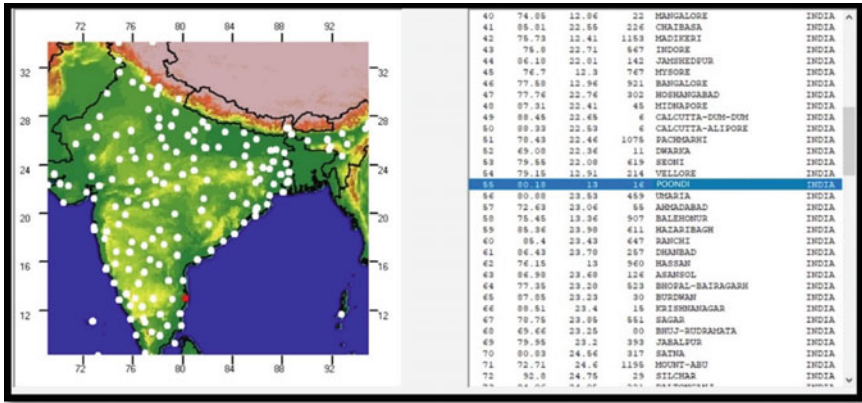 72 76 80 84 88 92
32 32
28 28
24 24
20 20
16 16
12 12
72 76 80 84 88 92
40 74.85 12.86 22 MANGALORE INDIA
41 85.81 22.55 226 CHAIBASA INDIA
42 75.73 12.41 1153 MADIKERI INDIA
43 75.8 22.71 567 INDORE INDIA
44 86.18 22.81 142 JAMSHEDPUR INDIA
45 76.7 12.3 767 MYSORE INDIA
46 77.58 12.96 921 BANGALORE INDIA
47 77.76 22.76 302 HOSHANGABAD INDIA
48 87.31 22.41 45 MIDNAPORE INDIA
49 88.45 22.65 6 CALCUTTA-DUM-DUM INDIA
50 88.33 22.53 6 CALCUTTA-ALIPORE INDIA
51 78.43 22.46 1075 PACHMARHI INDIA
52 69.08 22.36 11 DWARKA INDIA
53 79.55 22.08 619 SEONI INDIA
54 79.15 12.91 214 VELLORE INDIA
55 80.18 13 16 POONDI INDIA
56 80.88 23.53 459 UMARIA INDIA
57 72.63 23.06 55 AHMADABAD INDIA
58 75.45 13.36 907 BALEHONUR INDIA
59 85.36 23.98 611 HAZARIBAGH INDIA
60 85.4 23.43 647 RANCHI INDIA
61 86.43 23.78 257 DHANBAD INDIA
62 76.15 13 960 HASSAN INDIA
63 86.98 23.68 126 ASANSOL INDIA
64 77.35 23.28 523 BHOPAL-BAIRAGARH INDIA
65 87.85 23.23 30 BURDWAN INDIA
66 88.51 23.4 15 KRISHNANAGAR INDIA
67 78.75 23.85 551 SAGAR INDIA
68 69.66 23.25 80 BHUJ-RUDRAMATA INDIA
69 79.95 23.2 393 JABALPUR INDIA
70 80.83 24.56 317 SATNA INDIA
71 72.71 24.6 1195 MOUNT-ABU INDIA
72 92.8 24.75 29 SILCHAR INDIA